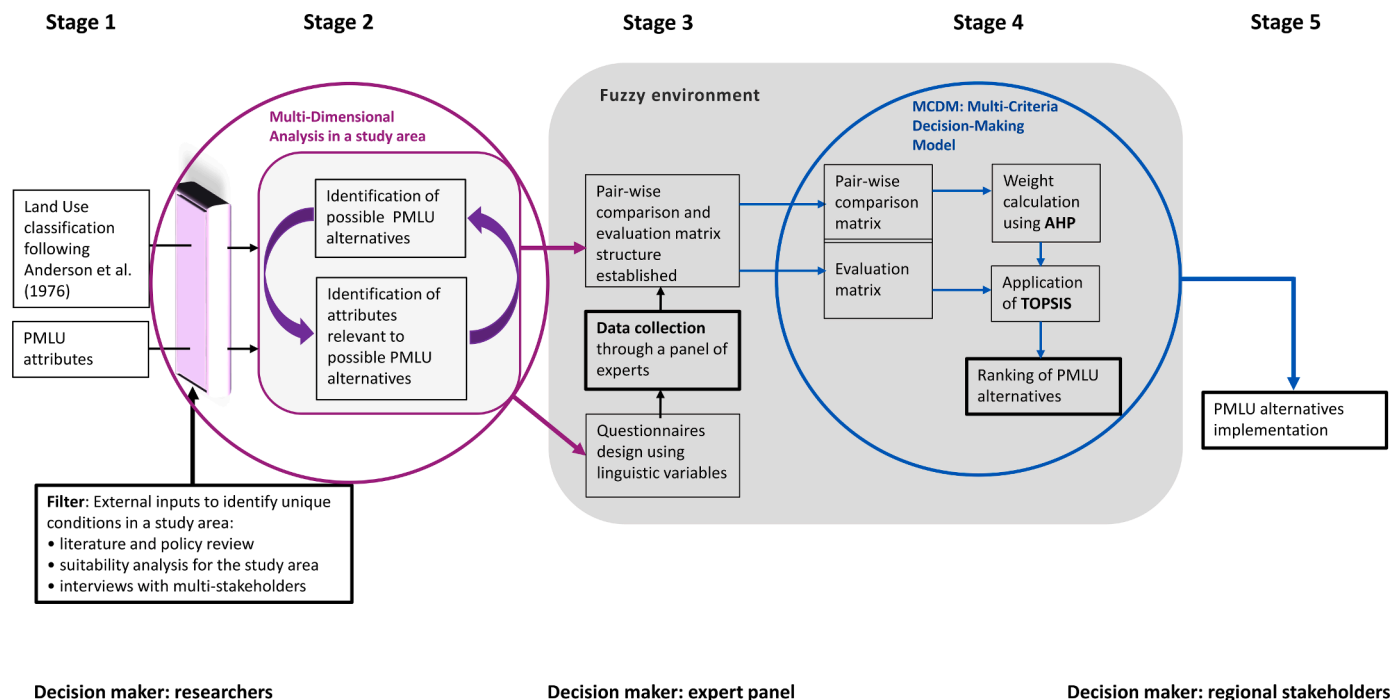 Stage 1
Stage 2
Stage 3
Stage 4
Stage 5
Land Use
classification
following
Anderson et al.
(1976)
PMLU
attributes
Filter: External inputs to identify unique
conditions in a study area:
• literature and policy review
• suitability analysis for the study area
• interviews with multi-stakeholders
Multi-Dimensional
Analysis in a study area
Identification of
possible PMLU
alternatives
Identification of
attributes
relevant to
possible PMLU
alternatives
Fuzzy environment
Pair-wise
comparison and
evaluation matrix
structure
established
Data collection
through a panel of
experts
Questionnaires
design using
linguistic variables
MCDM: Multi-Criteria
Decision-Making
Model
Pair-wise
comparison
matrix
Evaluation
matrix
Weight
calculation
using AHP
Application
of TOPSIS
Ranking of PMLU
alternatives
PMLU alternatives
implementation
Decision maker: researchers
Decision maker: expert panel
Decision maker: regional stakeholders